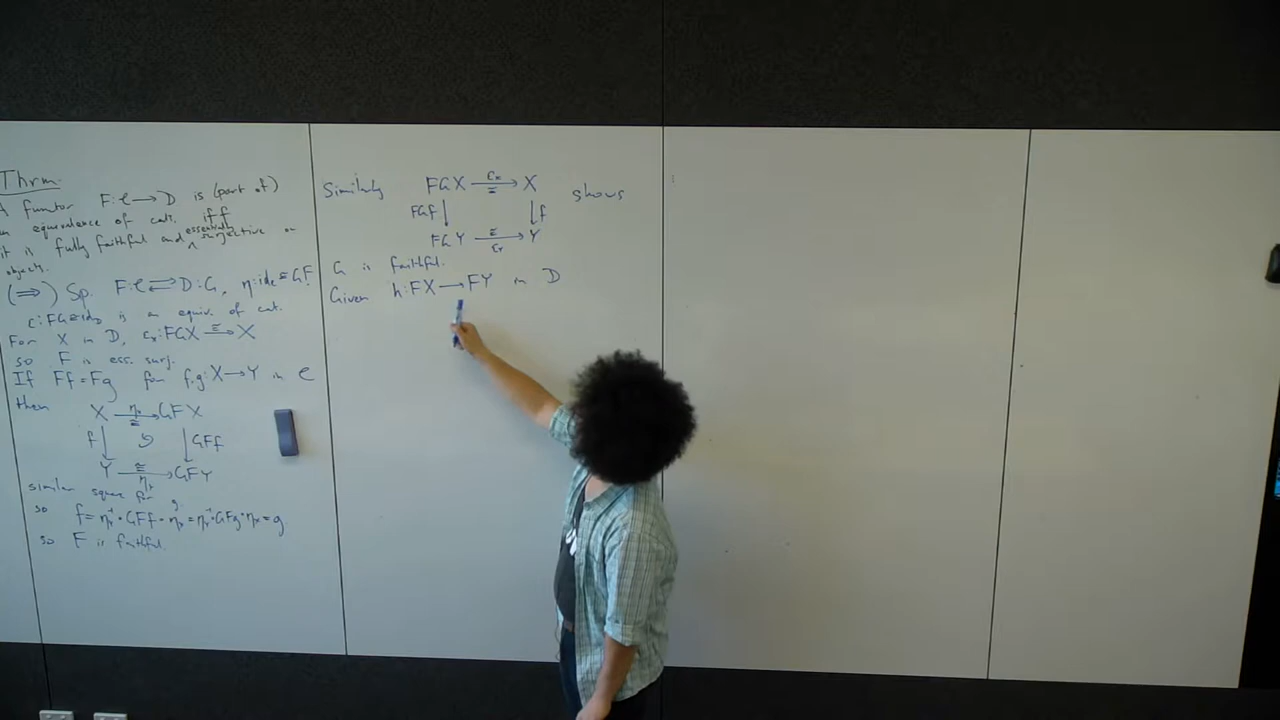 Thrm.
A functor F: C → D is (part of)
an equivalence of cats. iff
it is fully faithful and essentially surjective on
objects.
(⇒) Sp. F: C ⇄ D : G, η: id_C ≅ GF,
ε: FG ≅ id_D is a equiv. of cat.
For X in D, ε_X: FGX ≅→ X
so F is ess. surj.
If Ff = Fg for f,g: X → Y in C
then
X —η_X ≅→ GFX
f ↓ ↻ ↓ GFf
Y —≅ η_Y→ GFY
similar square for g
so f = η_Y⁻¹ · GFf · η_X = η_Y⁻¹ · GFg · η_X = g
so F is faithful.
Similarly FGX —ε_X ≅→ X shows
FGf ↓ ↓ f
FGY —≅ ε_Y→ Y
G is faithful.
Given h: FX → FY in D